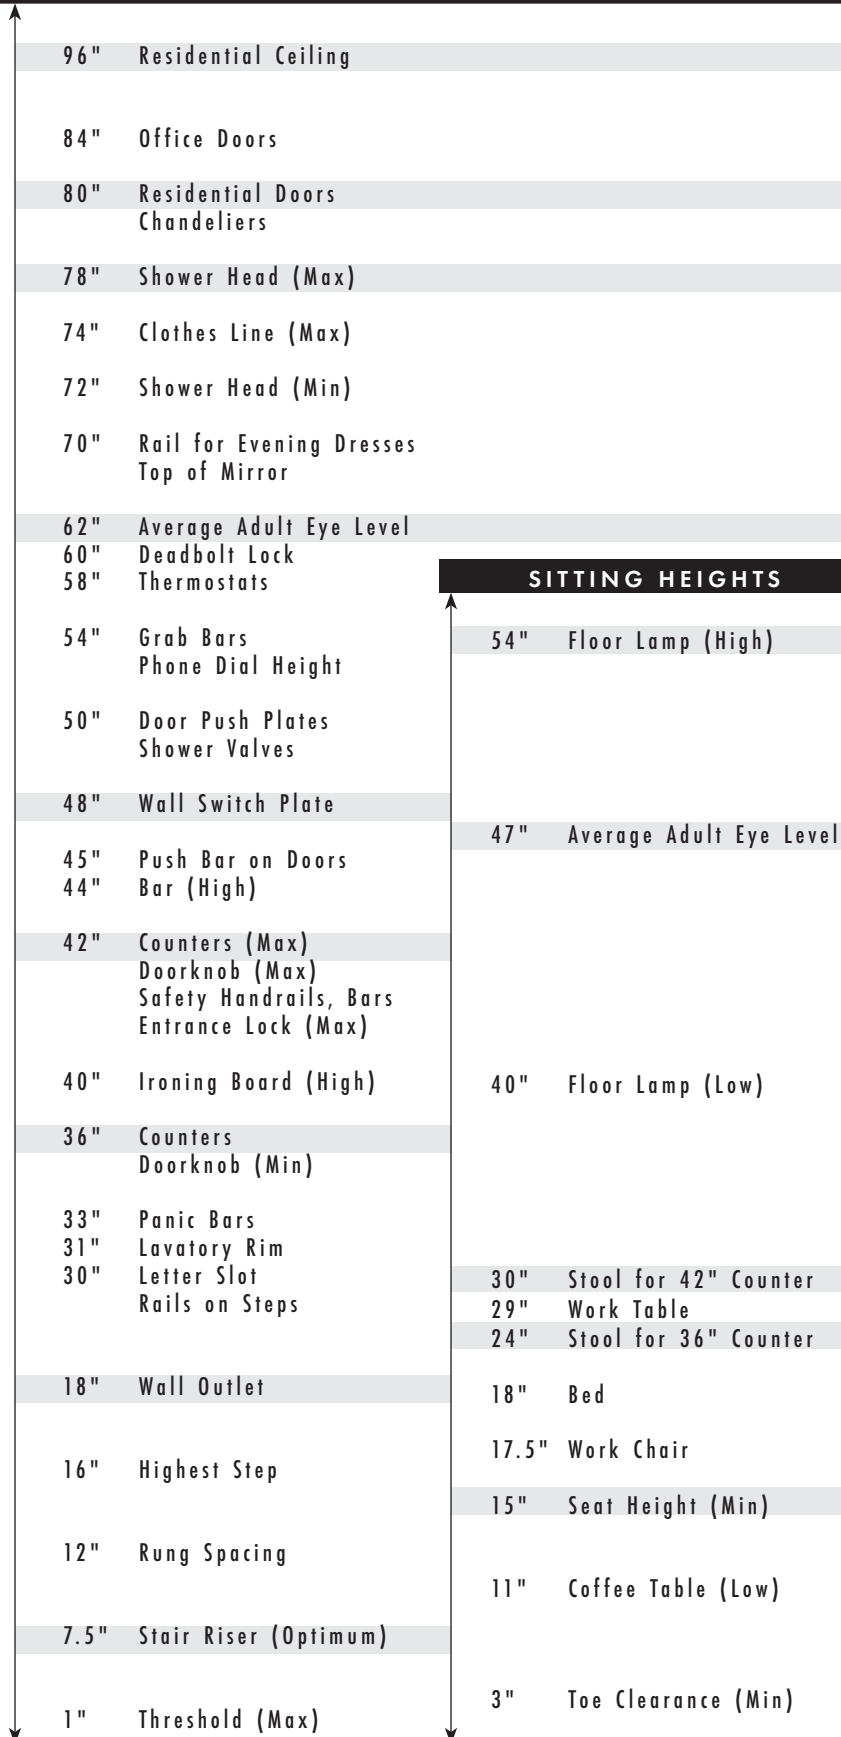 96" Residential Ceiling
84" Office Doors
80" Residential Doors
Chandeliers
78" Shower Head (Max)
74" Clothes Line (Max)
72" Shower Head (Min)
70" Rail for Evening Dresses
Top of Mirror
62" Average Adult Eye Level
60" Deadbolt Lock
58" Thermostats
54" Grab Bars
Phone Dial Height
50" Door Push Plates
Shower Valves
48" Wall Switch Plate
45" Push Bar on Doors
44" Bar (High)
42" Counters (Max)
Doorknob (Max)
Safety Handrails, Bars
Entrance Lock (Max)
40" Ironing Board (High)
36" Counters
Doorknob (Min)
33" Panic Bars
31" Lavatory Rim
30" Letter Slot
Rails on Steps
18" Wall Outlet
16" Highest Step
12" Rung Spacing
7.5" Stair Riser (Optimum)
1" Threshold (Max)
SITTING HEIGHTS
54" Floor Lamp (High)
47" Average Adult Eye Level
40" Floor Lamp (Low)
30" Stool for 42" Counter
29" Work Table
24" Stool for 36" Counter
18" Bed
17.5" Work Chair
15" Seat Height (Min)
11" Coffee Table (Low)
3" Toe Clearance (Min)